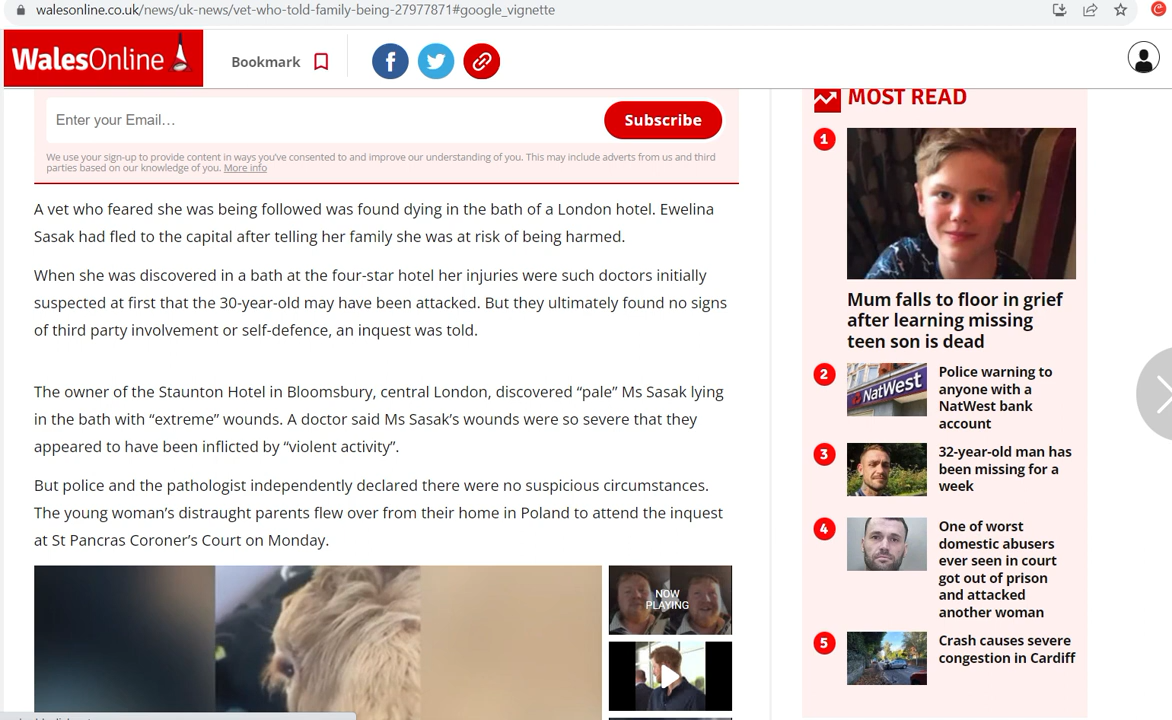 walesonline.co.uk/news/uk-news/vet-who-told-family-being-27977871#google_vignette
WalesOnline
Bookmark
Enter your Email...
Subscribe
We use your sign-up to provide content in ways you've consented to and improve our understanding of you. This may include adverts from us and third
parties based on our knowledge of you. More info
A vet who feared she was being followed was found dying in the bath of a London hotel. Ewelina
Sasak had fled to the capital after telling her family she was at risk of being harmed.
When she was discovered in a bath at the four-star hotel her injuries were such doctors initially
suspected at first that the 30-year-old may have been attacked. But they ultimately found no signs
of third party involvement or self-defence, an inquest was told.
The owner of the Staunton Hotel in Bloomsbury, central London, discovered “pale” Ms Sasak lying
in the bath with “extreme” wounds. A doctor said Ms Sasak’s wounds were so severe that they
appeared to have been inflicted by “violent activity”.
But police and the pathologist independently declared there were no suspicious circumstances.
The young woman’s distraught parents flew over from their home in Poland to attend the inquest
at St Pancras Coroner’s Court on Monday.
NOW
PLAYING
MOST READ
1
Mum falls to floor in grief
after learning missing
teen son is dead
2
NatWest
Police warning to
anyone with a
NatWest bank
account
3
32-year-old man has
been missing for a
week
4
One of worst
domestic abusers
ever seen in court
got out of prison
and attacked
another woman
5
Crash causes severe
congestion in Cardiff